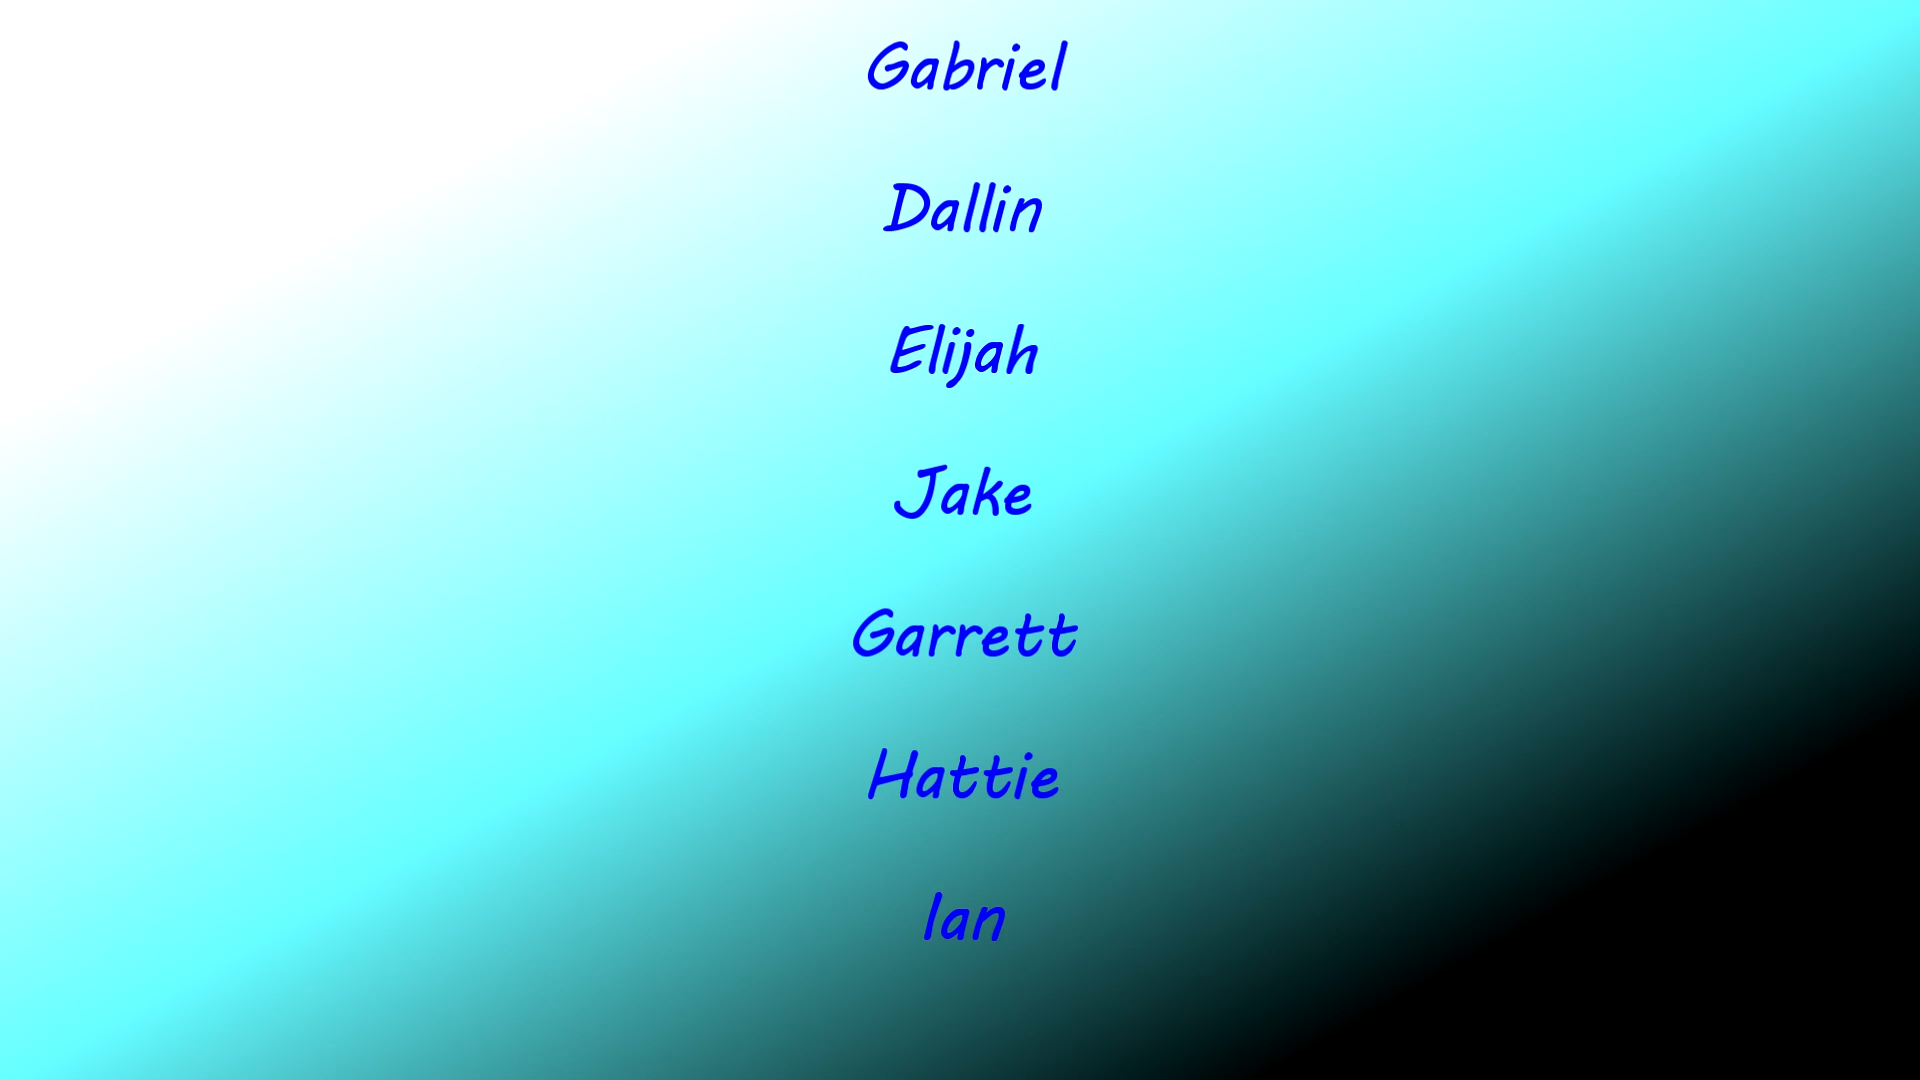 Gabriel
Dallin
Elijah
Jake
Garrett
Hattie
Ian